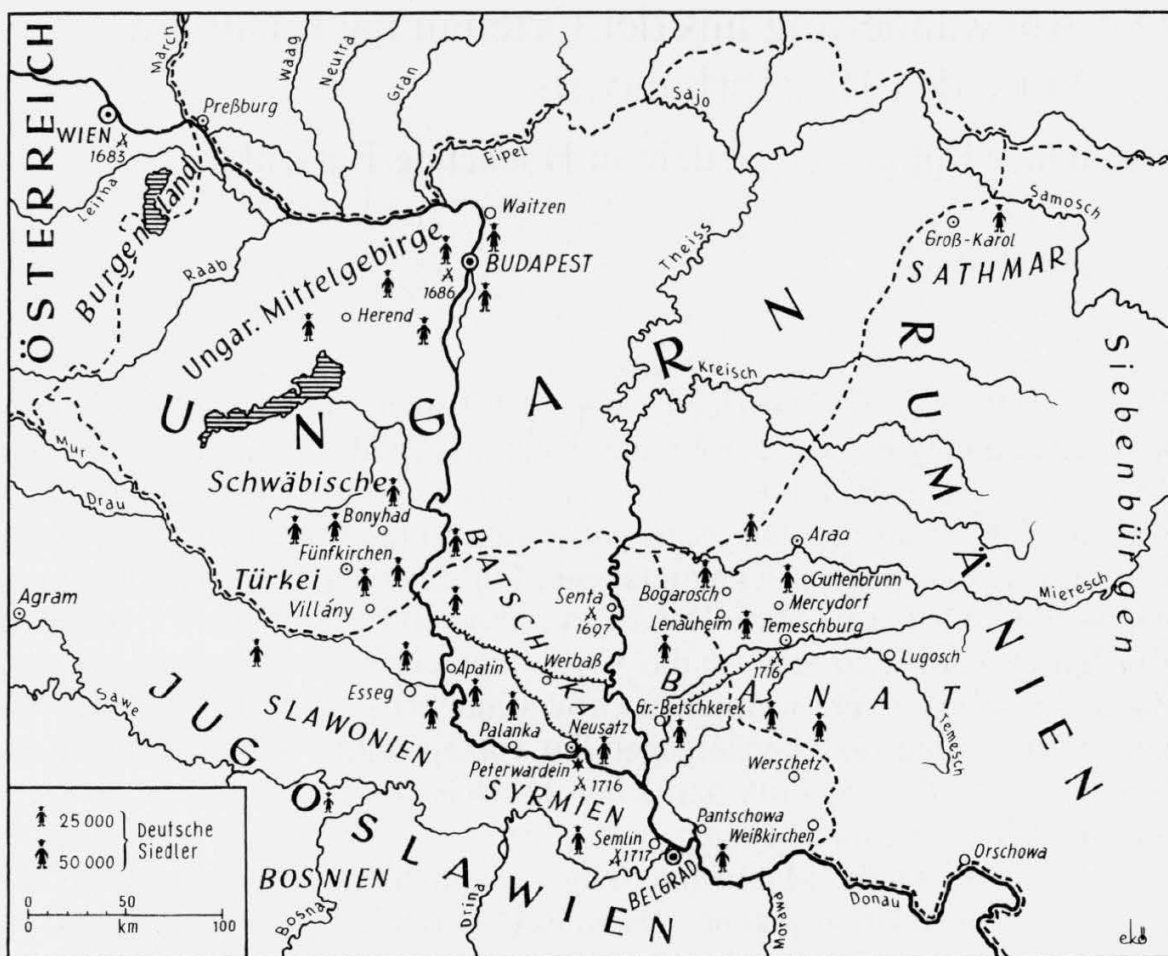 ÖSTERREICH
March
Waag
Neutra
Gran
Sajo
Preßburg
WIEN
1683
Eipel
Leitha
Burgenland
Waitzen
Samosch
Groß-Karol
SATHMAR
Raab
Ungar. Mittelgebirge
BUDAPEST
1686
Theiss
Herend
UNGARN
Kreisch
RUMÄNIEN
Siebenbürgen
Mur
Drau
Schwäbische
Türkei
Bonyhad
Fünfkirchen
Villány
BATSCHKA
Arad
Guttenbrunn
Bogarosch
Mercydorf
Mieresch
Senta
1697
Lenauheim
Temeschburg
1716
Lugosch
Agram
Apatin
Werbaß
BANAT
Esseg
Gr.-Betschkerek
Temesch
Sawe
JUGOSLAWIEN
SLAWONIEN
Palanka
Neusatz
Peterwardein
1716
SYRMIEN
Werschetz
Pantschowa
Weißkirchen
Semlin
1717
BELGRAD
Orschowa
Donau
BOSNIEN
Bosna
Drina
25 000
50 000
Deutsche
Siedler
0 50 100
km